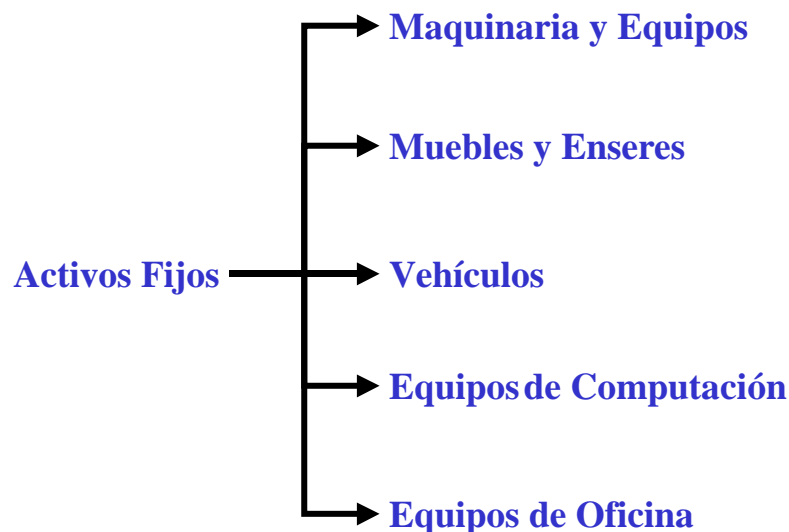 Maquinaria y Equipos
Muebles y Enseres
Activos Fijos
Vehículos
Equipos de Computación
Equipos de Oficina